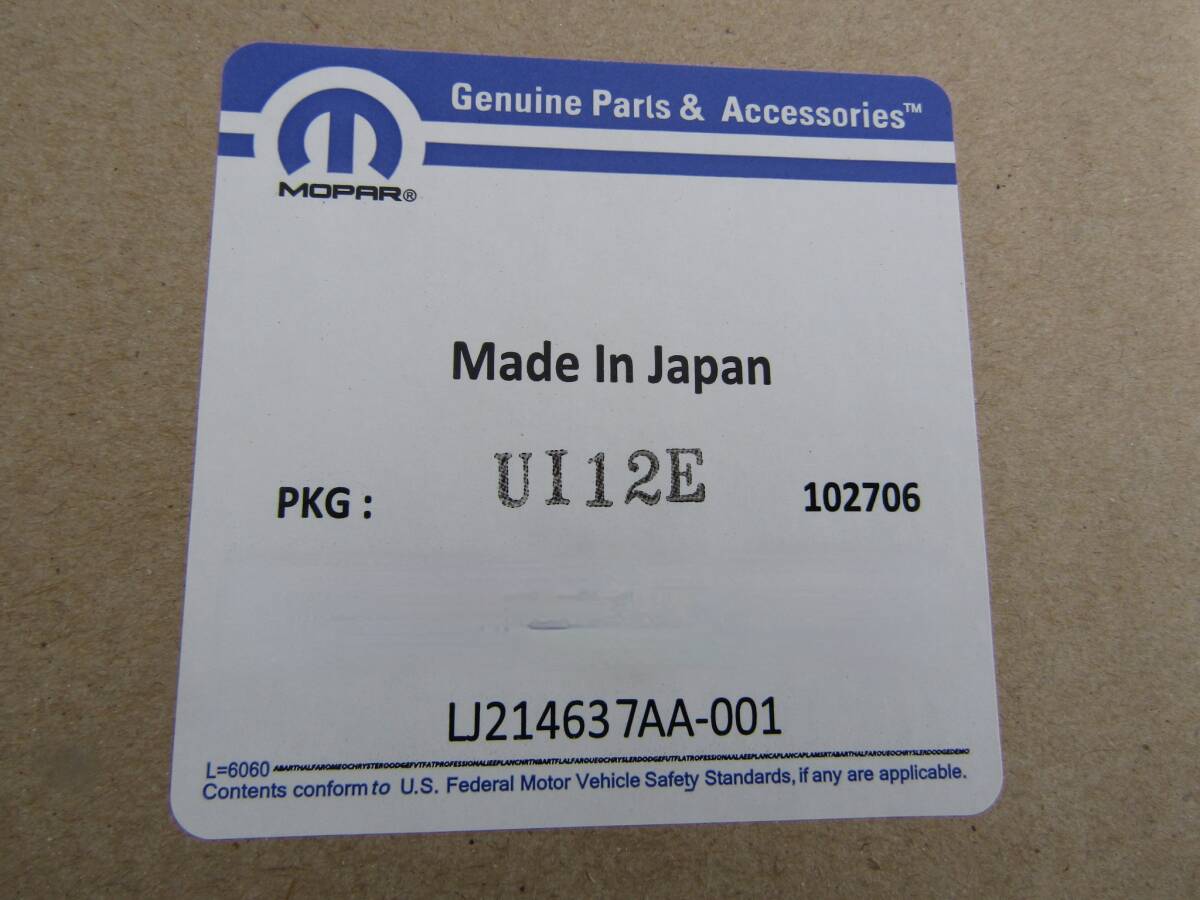 Genuine Parts & Accessories™
MOPAR®
Made In Japan
PKG : UI12E 102706
LJ214637AA-001
L=6060
Contents conform to U.S. Federal Motor Vehicle Safety Standards, if any are applicable.